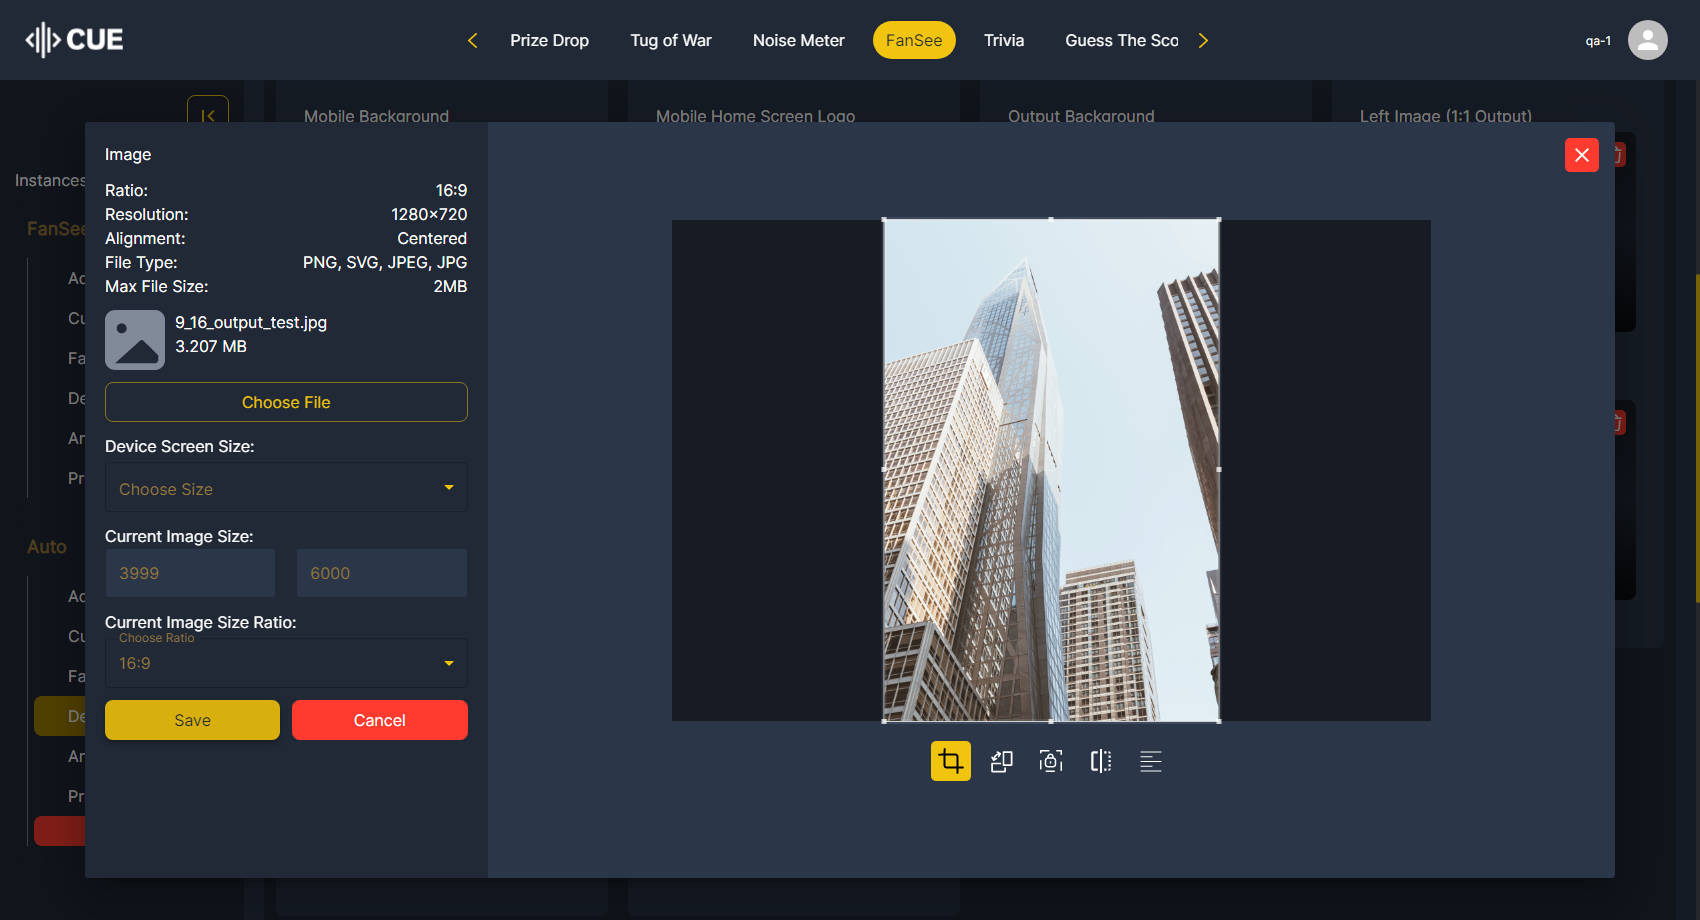 CUE
Prize Drop
Tug of War
Noise Meter
FanSee
Trivia
Guess The Sco
qa-1
Mobile Background
Mobile Home Screen Logo
Output Background
Left Image (1:1 Output)
Instances
FanSee
Ac
Cu
Fa
De
Ar
Pr
Auto
Ac
Cu
Fa
De
Ar
Pr
Image
Ratio: 16:9
Resolution: 1280×720
Alignment: Centered
File Type: PNG, SVG, JPEG, JPG
Max File Size: 2MB
9_16_output_test.jpg
3.207 MB
Choose File
Device Screen Size:
Choose Size
Current Image Size:
3999 6000
Current Image Size Ratio:
Choose Ratio
16:9
Save Cancel